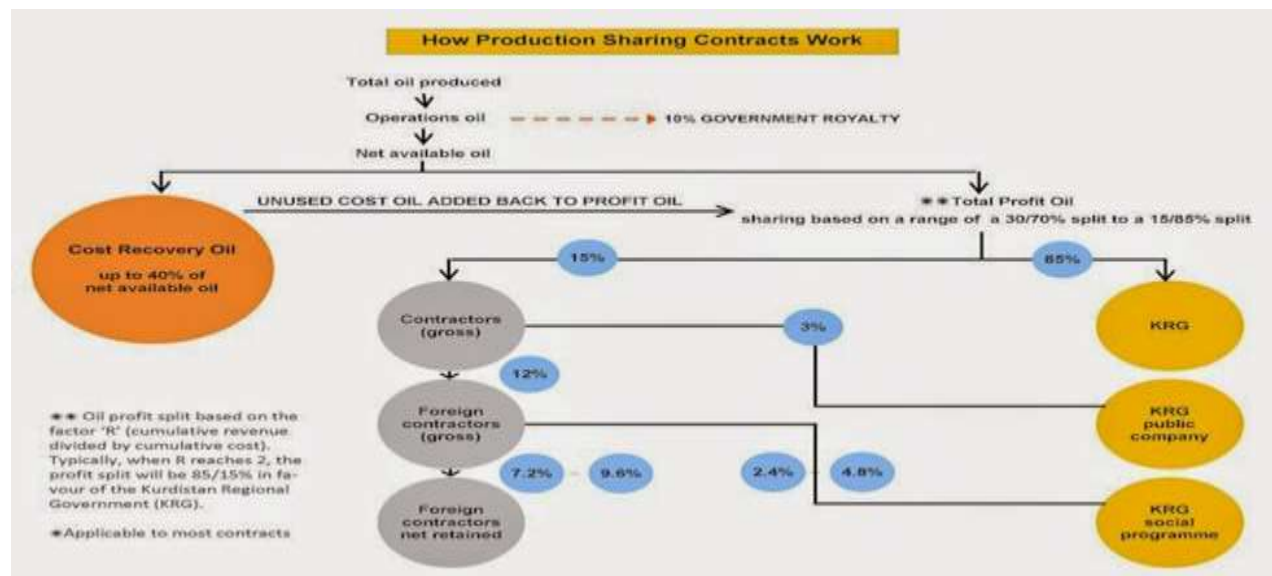 How Production Sharing Contracts Work
Total oil produced
Operations oil
10% GOVERNMENT ROYALTY
Net available oil
UNUSED COST OIL ADDED BACK TO PROFIT OIL
**Total Profit Oil
sharing based on a range of a 30/70% split to a 15/85% split
Cost Recovery Oil
up to 40% of
net available oil
15%
85%
Contractors
(gross)
3%
KRG
12%
Foreign
contractors
(gross)
KRG
public
company
7.2% - 9.6%
2.4% - 4.8%
Foreign
contractors
net retained
KRG
social
programme
** Oil profit split based on the
factor 'R' (cumulative revenue
divided by cumulative cost).
Typically, when R reaches 2, the
profit split will be 85/15% in fa-
vour of the Kurdistan Regional
Government (KRG).
*Applicable to most contracts